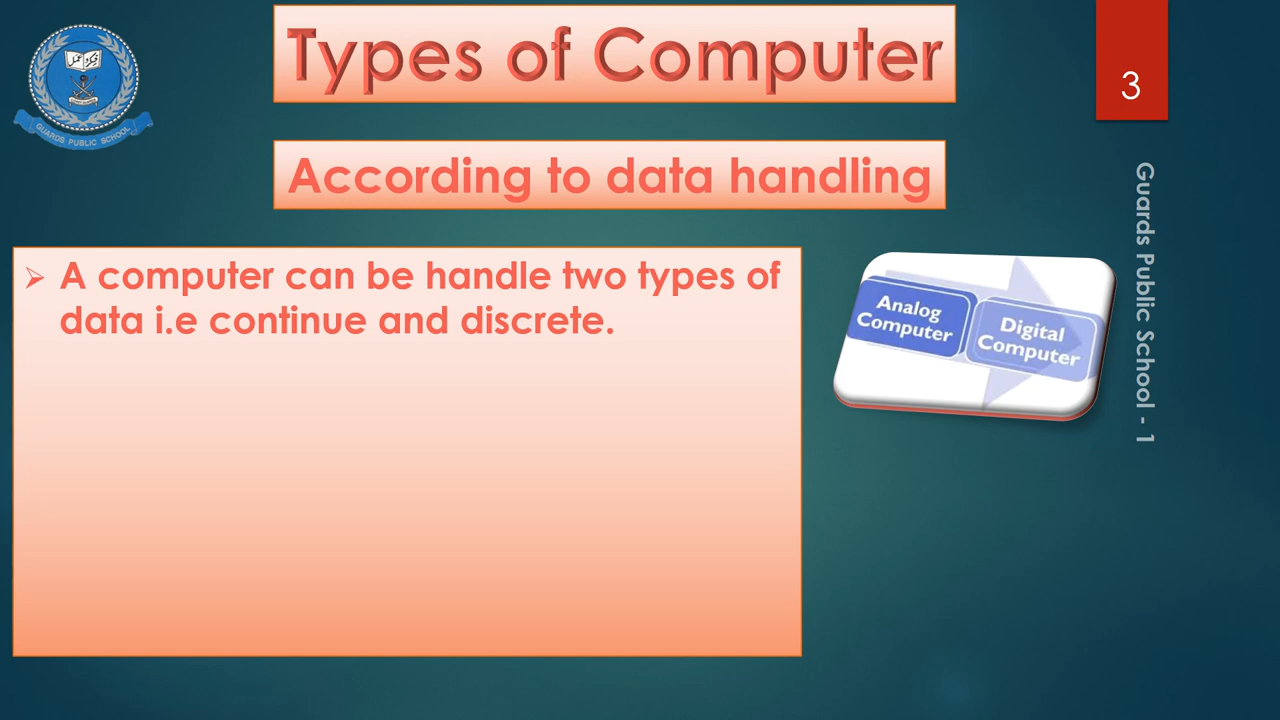 Types of Computer
3
According to data handling
A computer can be handle two types of
data i.e continue and discrete.
Analog
Computer
Digital
Computer
Guards Public School - 1
GUARDS PUBLIC SCHOOL